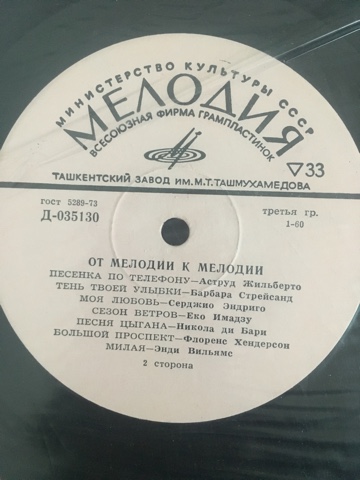 МИНИСТЕРСТВО КУЛЬТУРЫ СССР
МЕЛОДИЯ
ВСЕСОЮЗНАЯ ФИРМА ГРАМПЛАСТИНОК
▽33
ТАШКЕНТСКИЙ ЗАВОД ИМ. М.Т. ТАШМУХАМЕДОВА
гост 5289-73
Д-035130
третья гр.
1-60
ОТ МЕЛОДИИ К МЕЛОДИИ
ПЕСЕНКА ПО ТЕЛЕФОНУ—Аструд Жильберто
ТЕНЬ ТВОЕЙ УЛЫБКИ—Барбара Стрейсанд
МОЯ ЛЮБОВЬ—Серджио Эндриго
СЕЗОН ВЕТРОВ—Еко Имадзу
ПЕСНЯ ЦЫГАНА—Никола ди Бари
БОЛЬШОЙ ПРОСПЕКТ—Флоренс Хендерсон
МИЛАЯ—Энди Вильямс
2 сторона